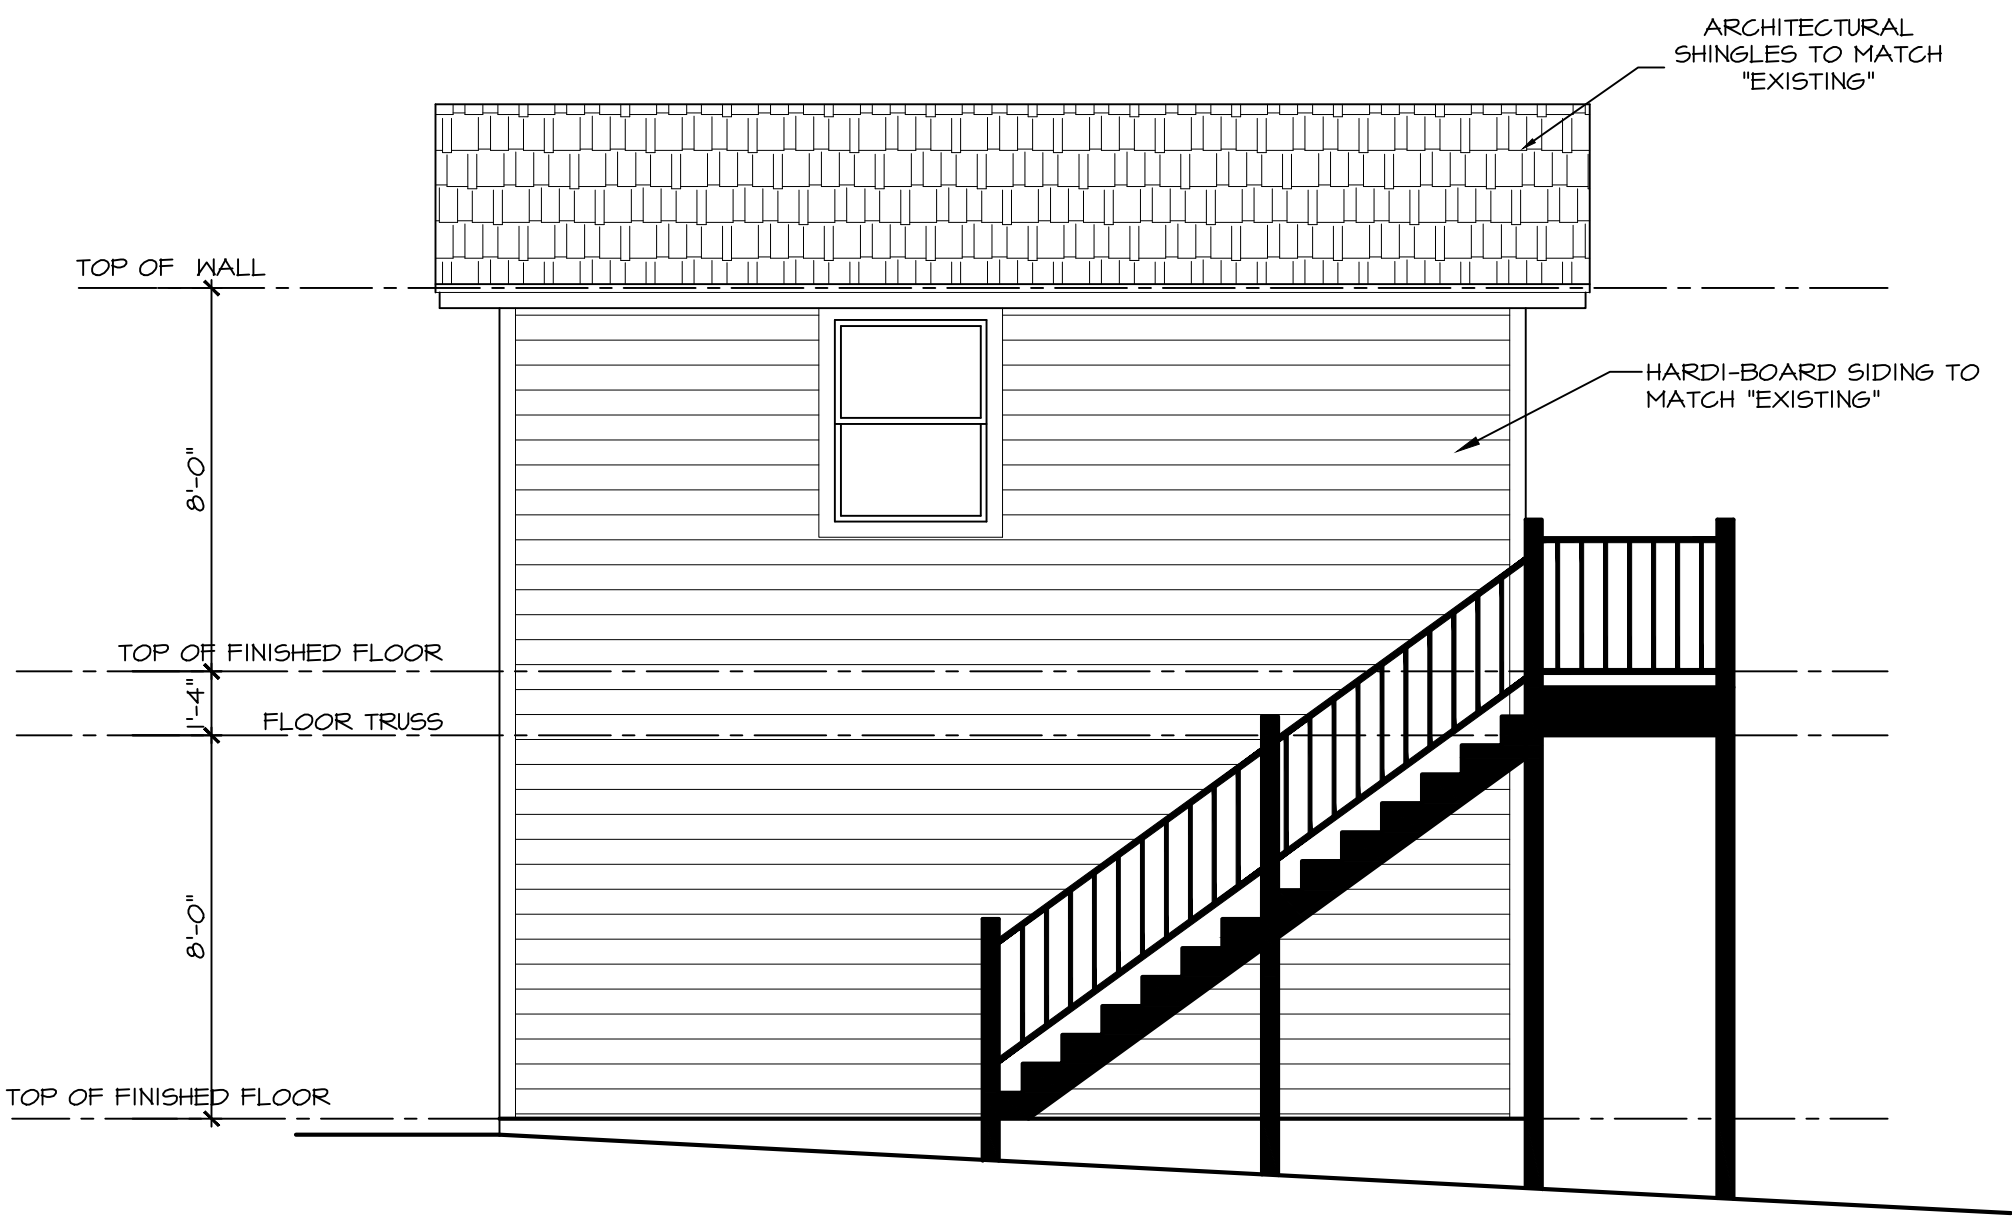 ARCHITECTURAL
SHINGLES TO MATCH
"EXISTING"
TOP OF WALL
HARDI-BOARD SIDING TO
MATCH "EXISTING"
8'-0"
TOP OF FINISHED FLOOR
1'-4"
FLOOR TRUSS
8'-0"
TOP OF FINISHED FLOOR